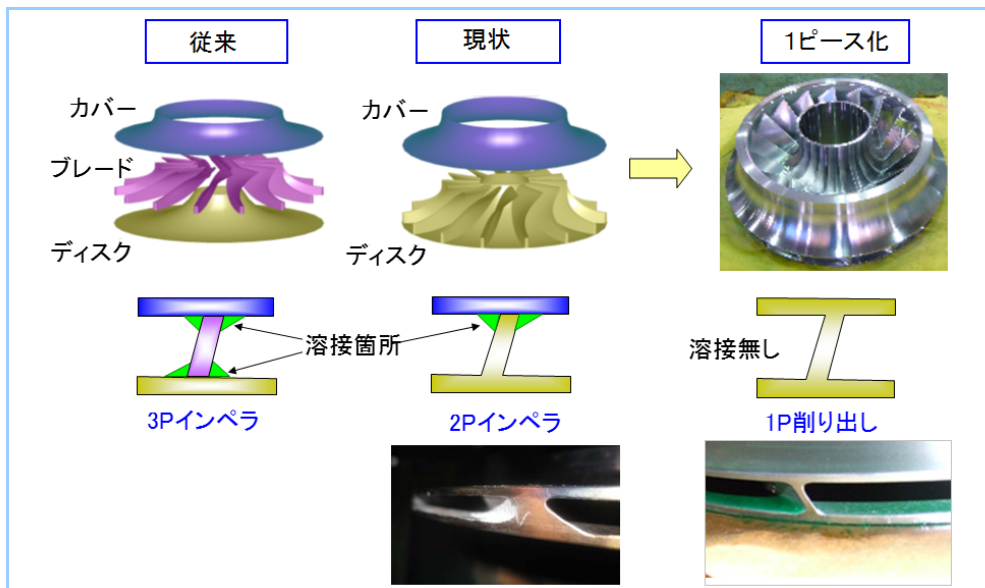 従来
現状
1ピース化
カバー
ブレード
ディスク
カバー
ディスク
溶接箇所
溶接無し
3Pインペラ
2Pインペラ
1P削り出し